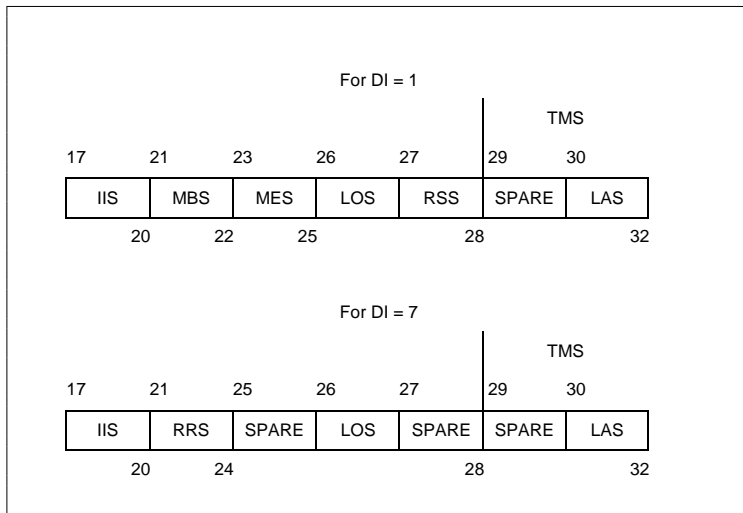 For DI = 1
TMS
17 21 23 26 27 29 30
IIS MBS MES LOS RSS SPARE LAS
20 22 25 28 32
For DI = 7
TMS
17 21 25 26 27 29 30
IIS RRS SPARE LOS SPARE SPARE LAS
20 24 28 32